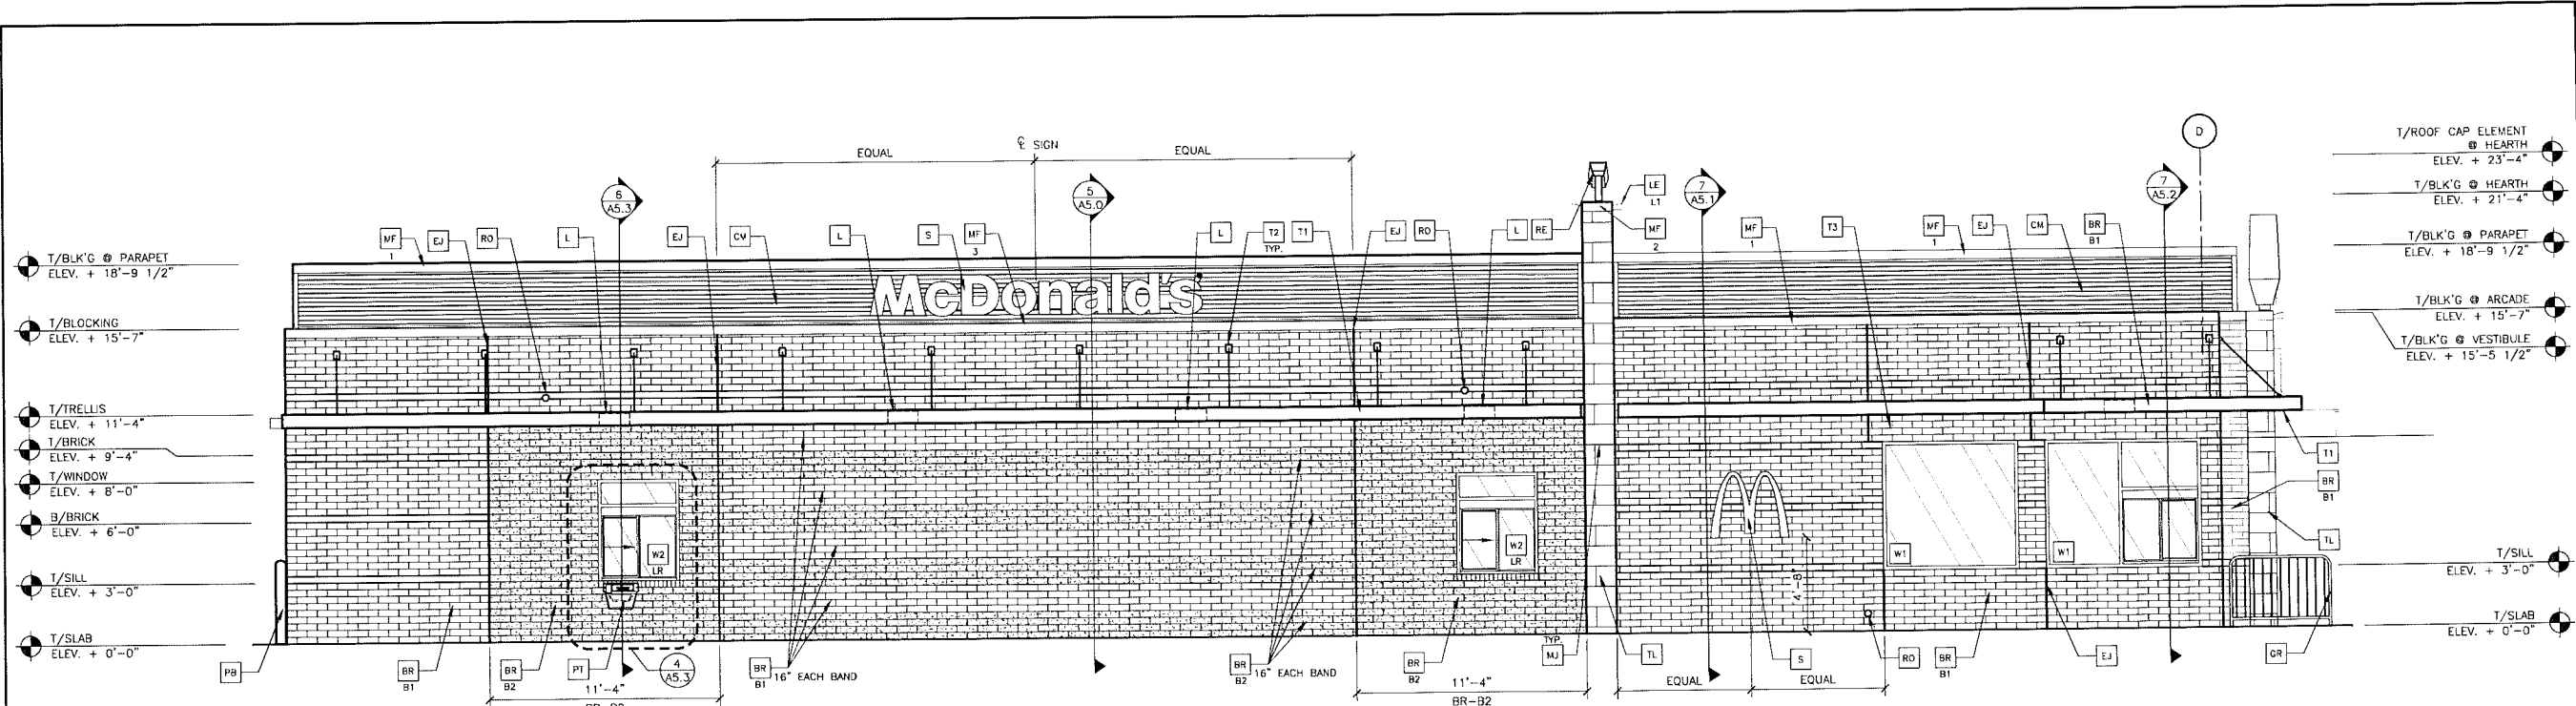 T/BLK'G @ PARAPET
ELEV. + 18'-9 1/2"
T/BLOCKING
ELEV. + 15'-7"
T/TRELLIS
ELEV. + 11'-4"
T/BRICK
ELEV. + 9'-4"
T/WINDOW
ELEV. + 8'-0"
B/BRICK
ELEV. + 6'-0"
T/SILL
ELEV. + 3'-0"
T/SLAB
ELEV. + 0'-0"
EQUAL
℄ SIGN
EQUAL
6
A5.3
5
A5.0
7
A5.1
7
A5.2
D
MF
1
EJ
RO
L
EJ
CM
L
S
MF
3
L
T2
TYP.
T1
EJ
RO
L
RE
LE
L1
MF
2
MF
1
T3
MF
1
EJ
CM
BR
B1
McDonald's
W2
LR
W2
LR
W1
W1
4'-8"
T1
BR
B1
TL
PB
BR
B1
BR
B2
PT
4
A5.3
BR
B1
16" EACH BAND
BR
B2
16" EACH BAND
BR
B2
TYP.
MJ
TL
S
RO
BR
B1
EJ
GR
11'-4"
11'-4"
BR-B2
EQUAL
EQUAL
T/ROOF CAP ELEMENT
@ HEARTH
ELEV. + 23'-4"
T/BLK'G @ HEARTH
ELEV. + 21'-4"
T/BLK'G @ PARAPET
ELEV. + 18'-9 1/2"
T/BLK'G @ ARCADE
ELEV. + 15'-7"
T/BLK'G @ VESTIBULE
ELEV. + 15'-5 1/2"
T/SILL
ELEV. + 3'-0"
T/SLAB
ELEV. + 0'-0"